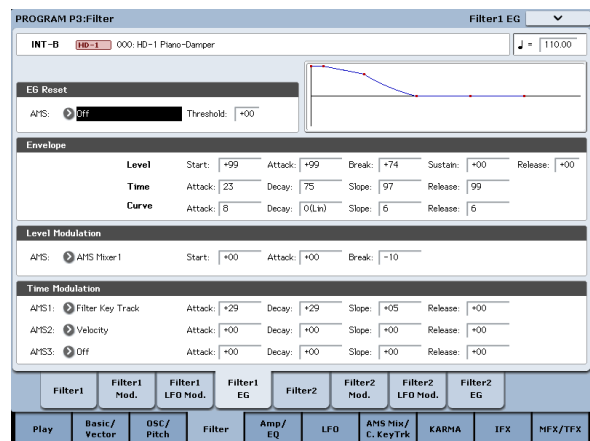 PROGRAM P3:Filter Filter1 EG
INT-B HD-1 000: HD-1 Piano-Damper ♩ = 110.00
EG Reset
AMS: Off Threshold: +00
Envelope
Level Start: +99 Attack: +99 Break: +74 Sustain: +00 Release: +00
Time Attack: 23 Decay: 75 Slope: 97 Release: 99
Curve Attack: 8 Decay: 0(Lin) Slope: 6 Release: 6
Level Modulation
AMS: AMS Mixer1 Start: +00 Attack: +00 Break: -10
Time Modulation
AMS1: Filter Key Track Attack: +29 Decay: +29 Slope: +05 Release: +00
AMS2: Velocity Attack: +00 Decay: +00 Slope: +00 Release: +00
AMS3: Off Attack: +00 Decay: +00 Slope: +00 Release: +00
Filter1 Filter1 Mod. Filter1 LFO Mod. Filter1 EG Filter2 Filter2 Mod. Filter2 LFO Mod. Filter2 EG
Play Basic/ Vector OSC/ Pitch Filter Amp/ EQ LFO AMS Mix/ C. KeyTrk KARMA IFX MFX/TFX